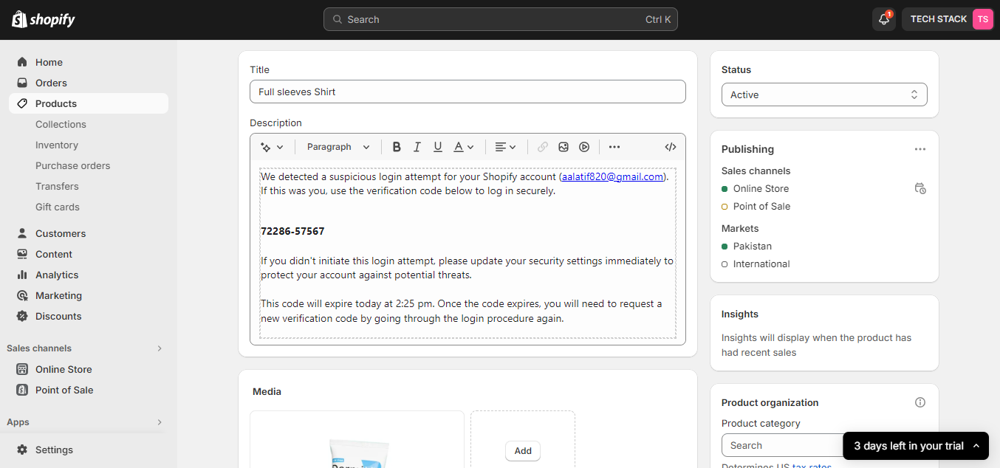 shopify
Search
Ctrl K
1
TECH STACK
TS
Home
Orders
Products
Collections
Inventory
Purchase orders
Transfers
Gift cards
Customers
Content
Analytics
Marketing
Discounts
Sales channels
Online Store
Point of Sale
Apps
Settings
Title
Full sleeves Shirt
Description
Paragraph
B I U A
We detected a suspicious login attempt for your Shopify account (aalatif820@gmail.com).
If this was you, use the verification code below to log in securely.
72286-57567
If you didn't initiate this login attempt, please update your security settings immediately to
protect your account against potential threats.
This code will expire today at 2:25 pm. Once the code expires, you will need to request a
new verification code by going through the login procedure again.
Media
Add
Status
Active
Publishing
Sales channels
Online Store
Point of Sale
Markets
Pakistan
International
Insights
Insights will display when the product has
had recent sales
Product organization
Product category
Search
Determines US tax rates
3 days left in your trial